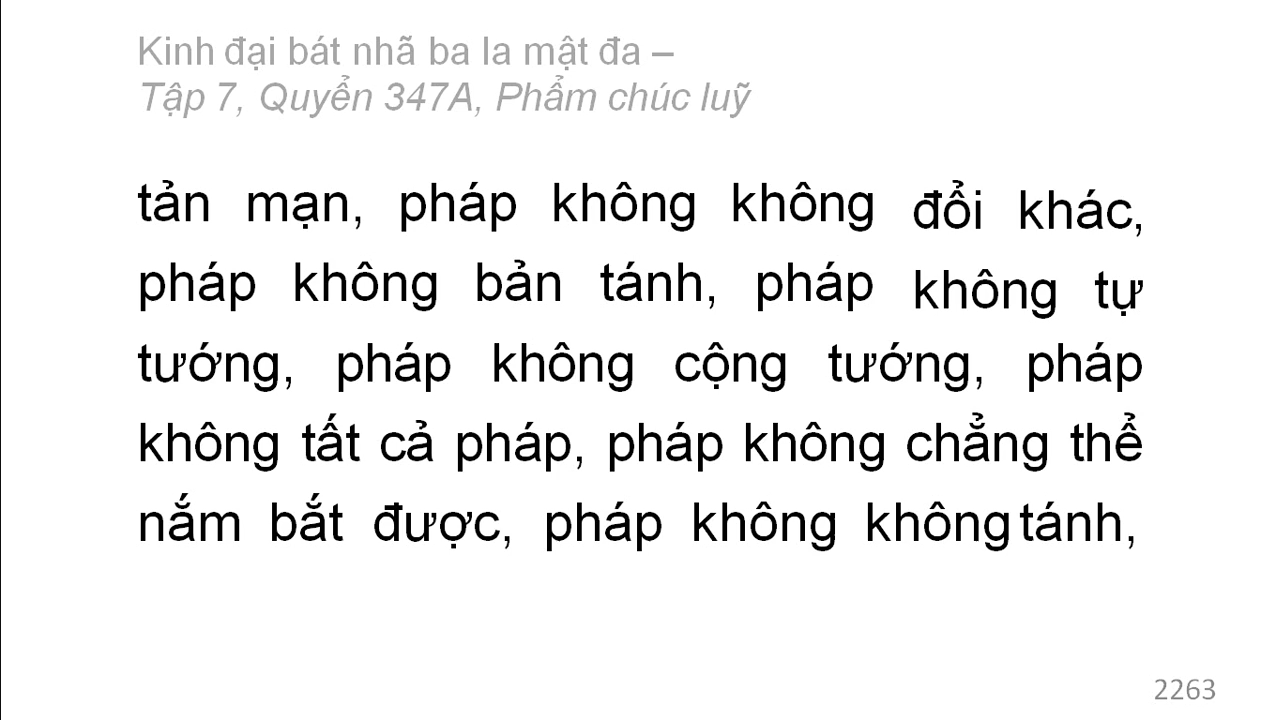 Kinh đại bát nhã ba la mật đa –
Tập 7, Quyển 347A, Phẩm chúc luỹ
tản mạn, pháp không không đổi khác,
pháp không bản tánh, pháp không tự
tướng, pháp không cộng tướng, pháp
không tất cả pháp, pháp không chẳng thể
nắm bắt được, pháp không không tánh,
2263